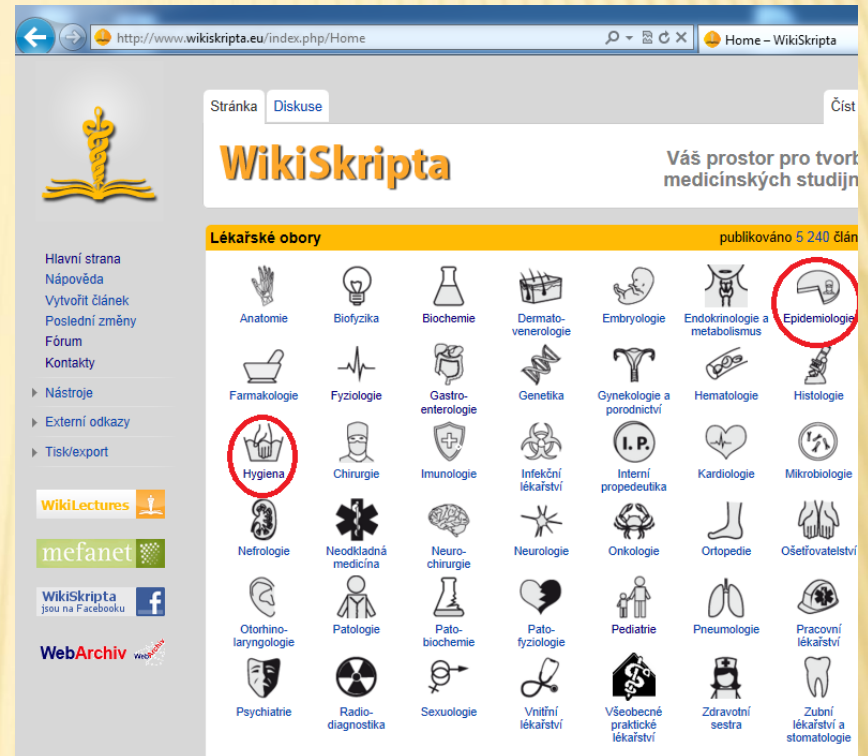 http://www.wikiskripta.eu/index.php/Home
Home – WikiSkripta
Stránka Diskuse Číst
WikiSkripta
Váš prostor pro tvorb
medicínských studijn
Lékařské obory publikováno 5 240 člán
Hlavní strana
Nápověda
Vytvořit článek
Poslední změny
Fórum
Kontakty
Nástroje
Externí odkazy
Tisk/export
WikiLectures
mefanet
WikiSkripta
jsou na Facebooku
f
WebArchiv
Anatomie Biofyzika Biochemie Dermato- Embryologie Endokrinologie a Epidemiologie
venerologie metabolismus
Farmakologie Fyziologie Gastro- Genetika Gynekologie a Hematologie Histologie
enterologie porodnictví
I. P.
Hygiena Chirurgie Imunologie Infekční Interní Kardiologie Mikrobiologie
lékařství propedeutika
Nefrologie Neodkladná Neuro- Neurologie Onkologie Ortopedie Ošetřovatelství
medicína chirurgie
Otorhino- Patologie Pato- Pato- Pediatrie Pneumologie Pracovní
laryngologie biochemie fyziologie lékařství
Psychiatrie Radio- Sexuologie Vnitřní Všeobecné Zdravotní Zubní
diagnostika lékařství praktické sestra lékařství a
lékařství stomatologie